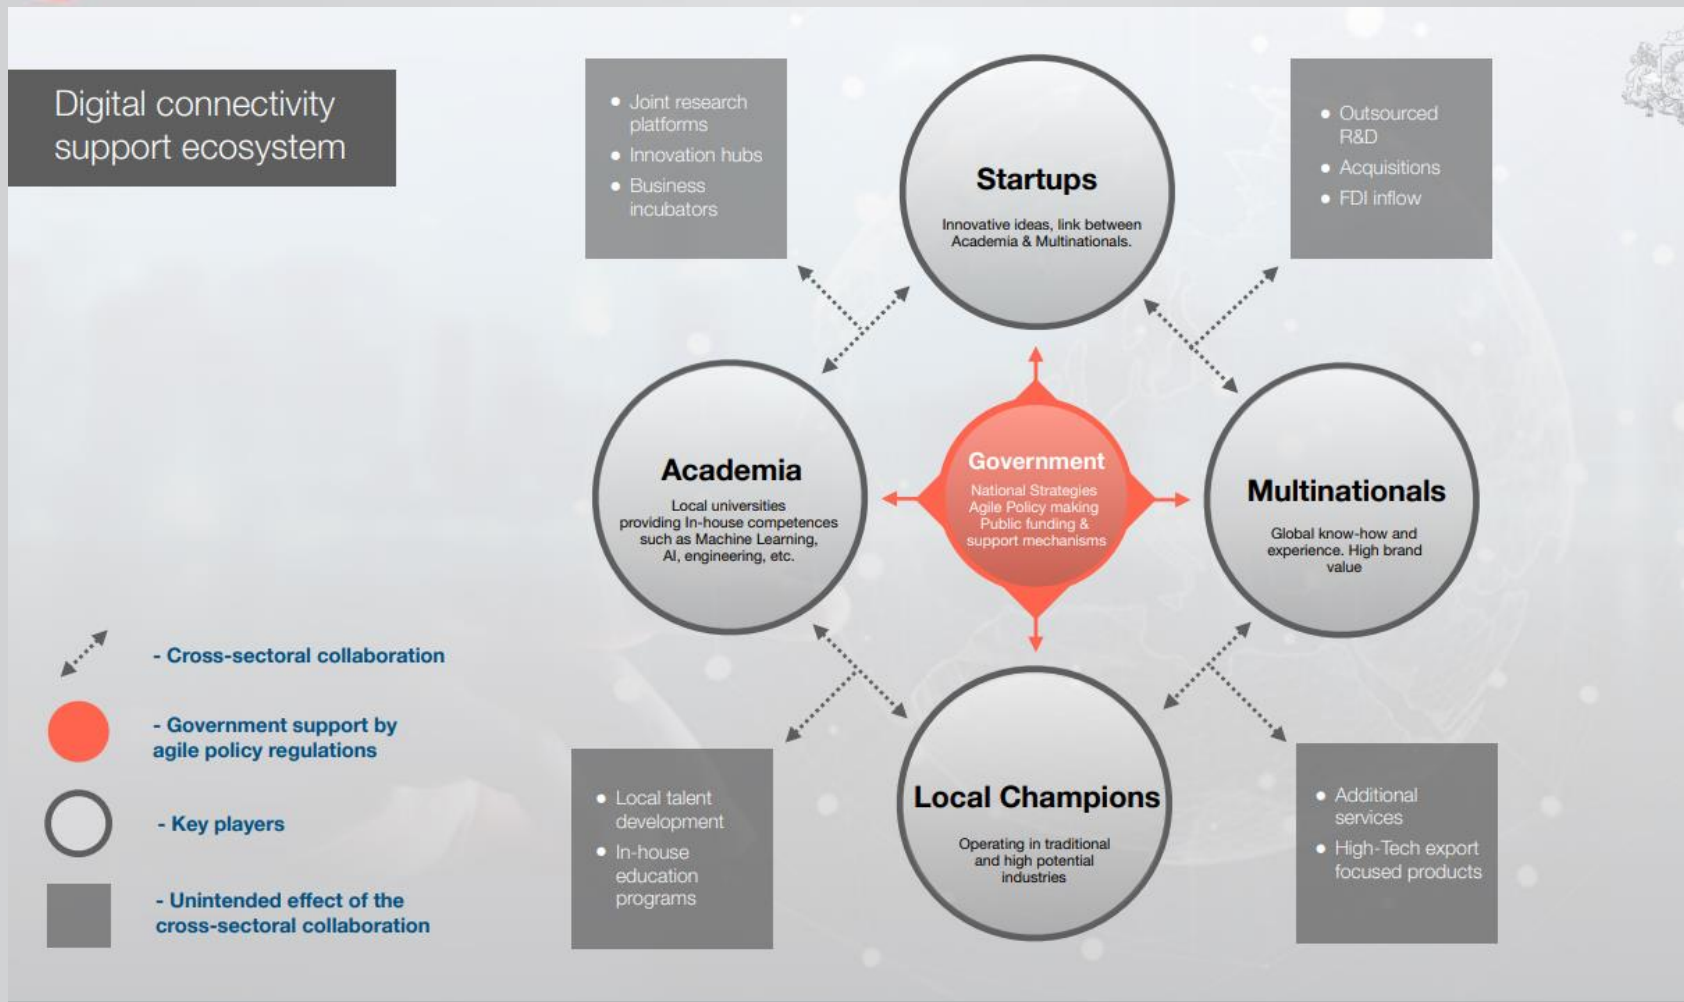 Digital connectivity
support ecosystem
● Joint research
platforms
● Innovation hubs
● Business
incubators
Startups
Innovative ideas, link between
Academia & Multinationals.
● Outsourced
R&D
● Acquisitions
● FDI inflow
Academia
Local universities
providing In-house competences
such as Machine Learning,
AI, engineering, etc.
Government
National Strategies
Agile Policy making
Public funding &
support mechanisms
Multinationals
Global know-how and
experience. High brand
value
- Cross-sectoral collaboration
- Government support by
agile policy regulations
- Key players
- Unintended effect of the
cross-sectoral collaboration
● Local talent
development
● In-house
education
programs
Local Champions
Operating in traditional
and high potential
industries
● Additional
services
● High-Tech export
focused products